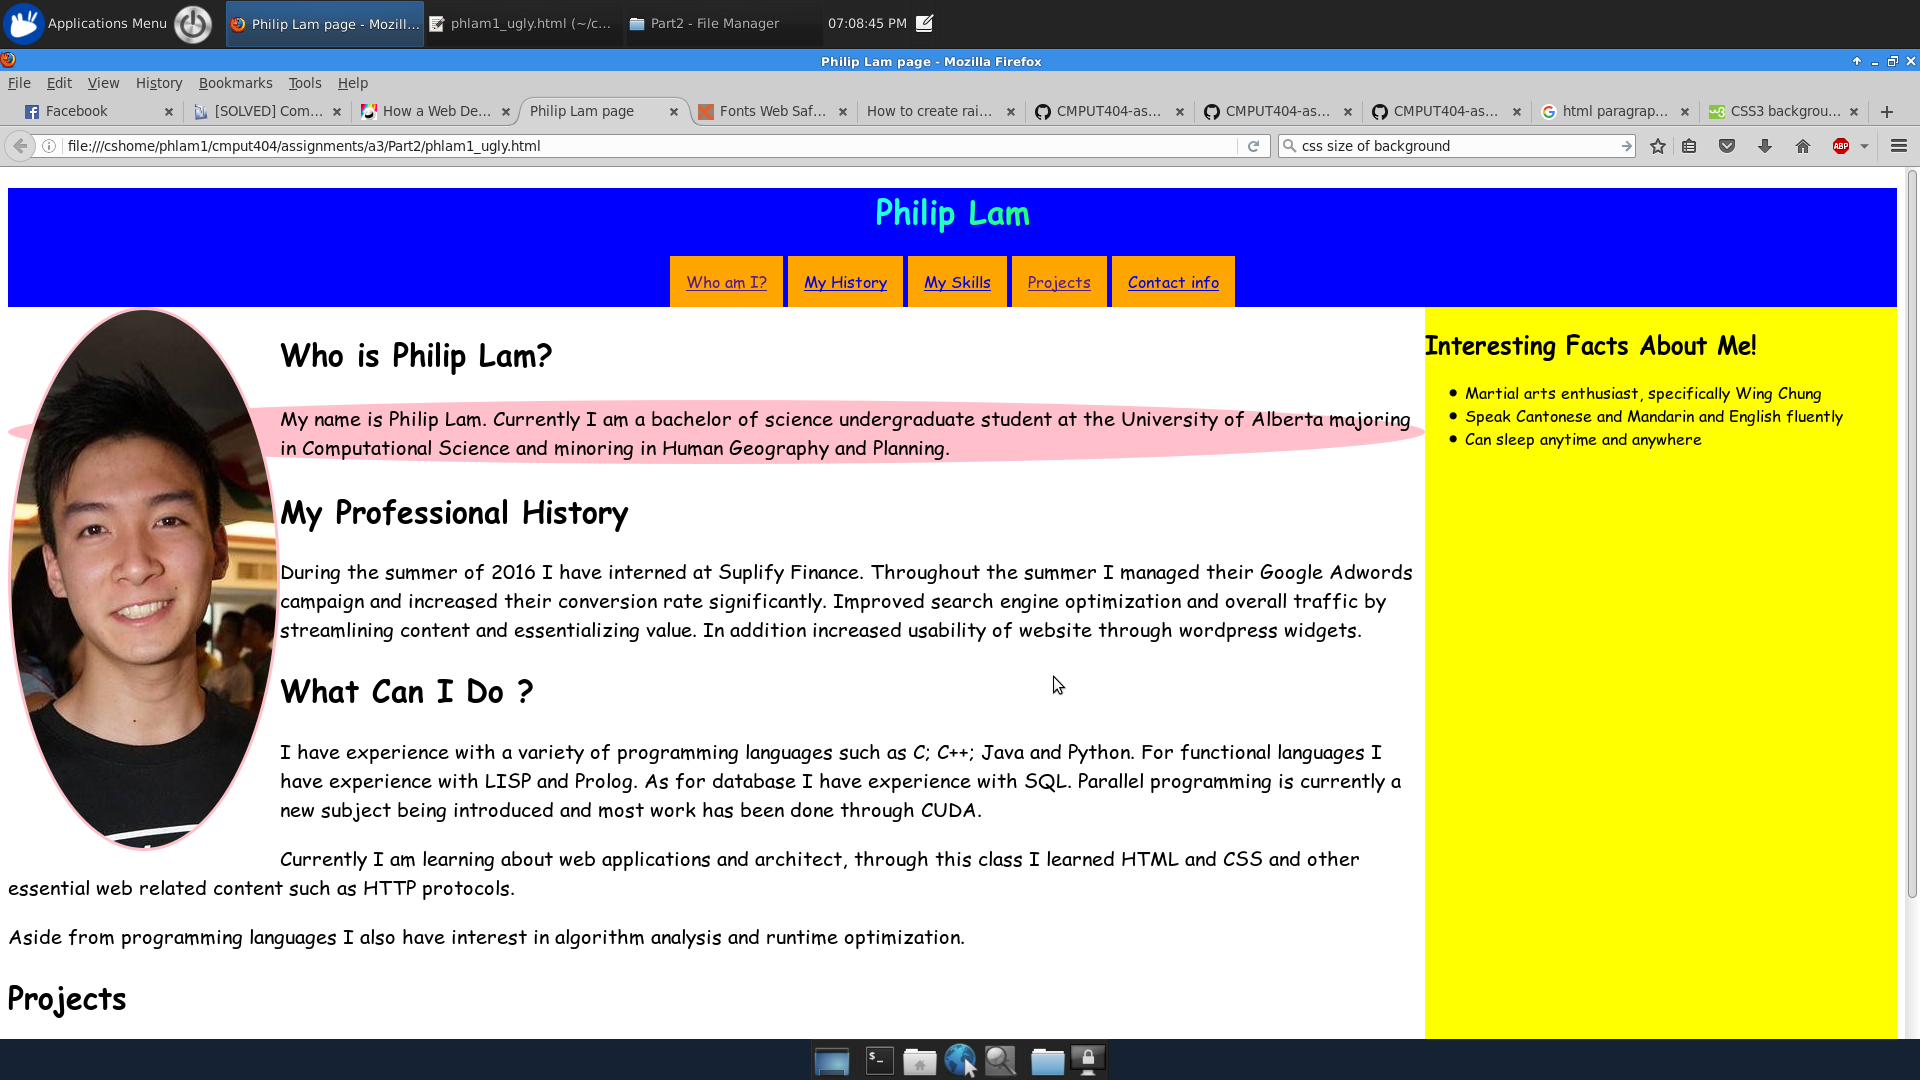 Applications Menu
Philip Lam page - Mozill...
phlam1_ugly.html (~/c...
Part2 - File Manager
07:08:45 PM
Philip Lam page - Mozilla Firefox
File Edit View History Bookmarks Tools Help
Facebook
[SOLVED] Com...
How a Web De...
Philip Lam page
Fonts Web Saf...
How to create rai...
CMPUT404-as...
CMPUT404-as...
CMPUT404-as...
html paragrap...
CSS3 backgrou...
file:///cshome/phlam1/cmput404/assignments/a3/Part2/phlam1_ugly.html
css size of background
ABP
Philip Lam
Who am I?
My History
My Skills
Projects
Contact info
Who is Philip Lam?
My name is Philip Lam. Currently I am a bachelor of science undergraduate student at the University of Alberta majoring
in Computational Science and minoring in Human Geography and Planning.
My Professional History
During the summer of 2016 I have interned at Suplify Finance. Throughout the summer I managed their Google Adwords
campaign and increased their conversion rate significantly. Improved search engine optimization and overall traffic by
streamlining content and essentializing value. In addition increased usability of website through wordpress widgets.
What Can I Do ?
I have experience with a variety of programming languages such as C; C++; Java and Python. For functional languages I
have experience with LISP and Prolog. As for database I have experience with SQL. Parallel programming is currently a
new subject being introduced and most work has been done through CUDA.
Currently I am learning about web applications and architect, through this class I learned HTML and CSS and other
essential web related content such as HTTP protocols.
Aside from programming languages I also have interest in algorithm analysis and runtime optimization.
Projects
Interesting Facts About Me!
Martial arts enthusiast, specifically Wing Chung
Speak Cantonese and Mandarin and English fluently
Can sleep anytime and anywhere